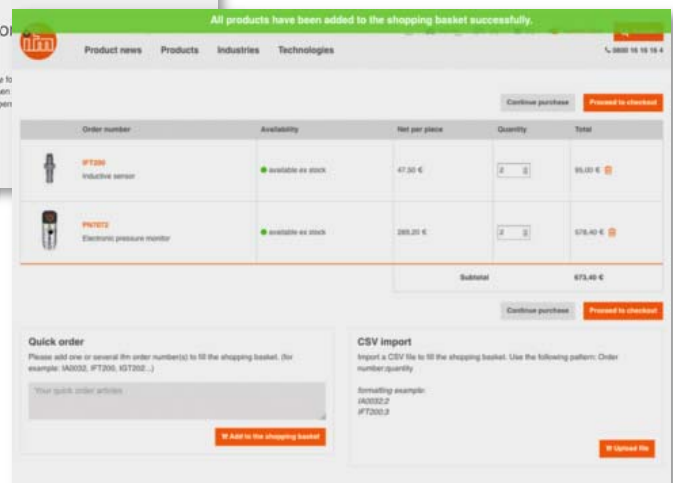 All products have been added to the shopping basket successfully.
ifm
Product news Products Industries Technologies
0800 16 16 16 4
Continue purchase Proceed to checkout
Order number Availability Net per piece Quantity Total
IFT200
Inductive sensor
available ex stock
47,50 €
2
95,00 €
PN7072
Electronic pressure monitor
available ex stock
289,20 €
2
578,40 €
Subtotal 673,40 €
Continue purchase Proceed to checkout
Quick order
Please add one or several ifm order number(s) to fill the shopping basket. (for
example: IA0032, IFT200, IGT202...)
Your quick order articles
Add to the shopping basket
CSV import
Import a CSV file to fill the shopping basket. Use the following pattern: Order
number;quantity
formatting example:
IA0032;2
IFT200;3
Upload file